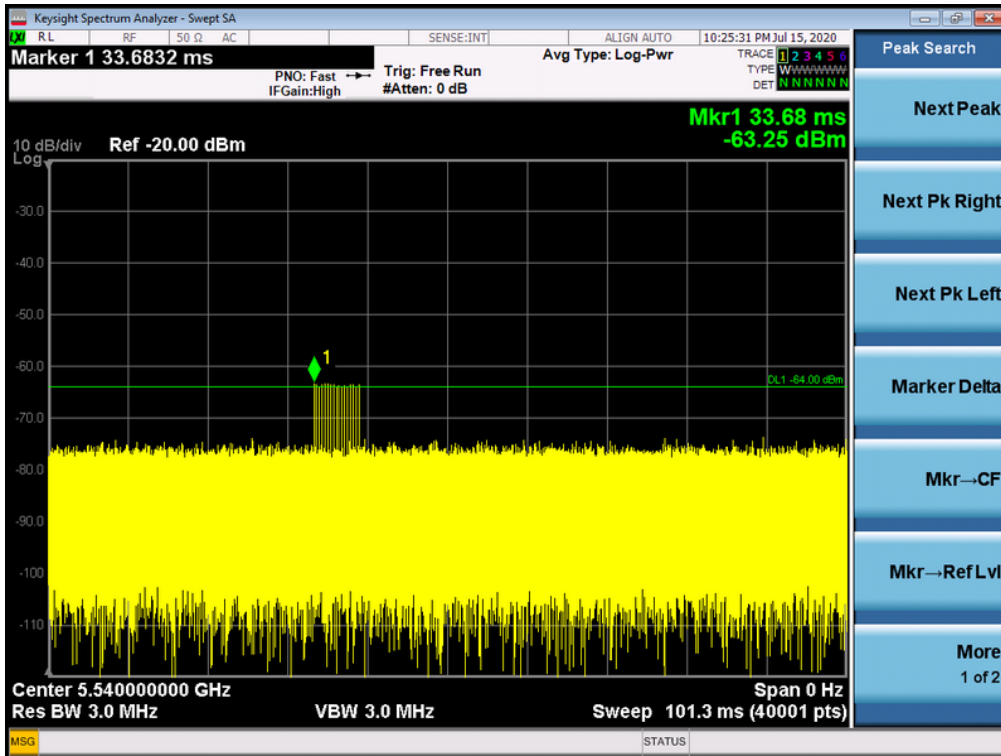 Keysight Spectrum Analyzer - Swept SA
LXI RL RF 50 Ω AC SENSE:INT ALIGN AUTO 10:25:31 PM Jul 15, 2020
Marker 1 33.6832 ms
PNO: Fast
IFGain:High
Trig: Free Run
#Atten: 0 dB
Avg Type: Log-Pwr
TRACE 1 2 3 4 5 6
TYPE WWWWWW
DET N N N N N N
Mkr1 33.68 ms
-63.25 dBm
10 dB/div Ref -20.00 dBm
Log
-30.0
-40.0
-50.0
-60.0
1
DL1 -64.00 dBm
-70.0
-80.0
-90.0
-100
-110
Center 5.540000000 GHz Span 0 Hz
Res BW 3.0 MHz VBW 3.0 MHz Sweep 101.3 ms (40001 pts)
MSG STATUS
Peak Search
Next Peak
Next Pk Right
Next Pk Left
Marker Delta
Mkr→CF
Mkr→Ref Lvl
More
1 of 2